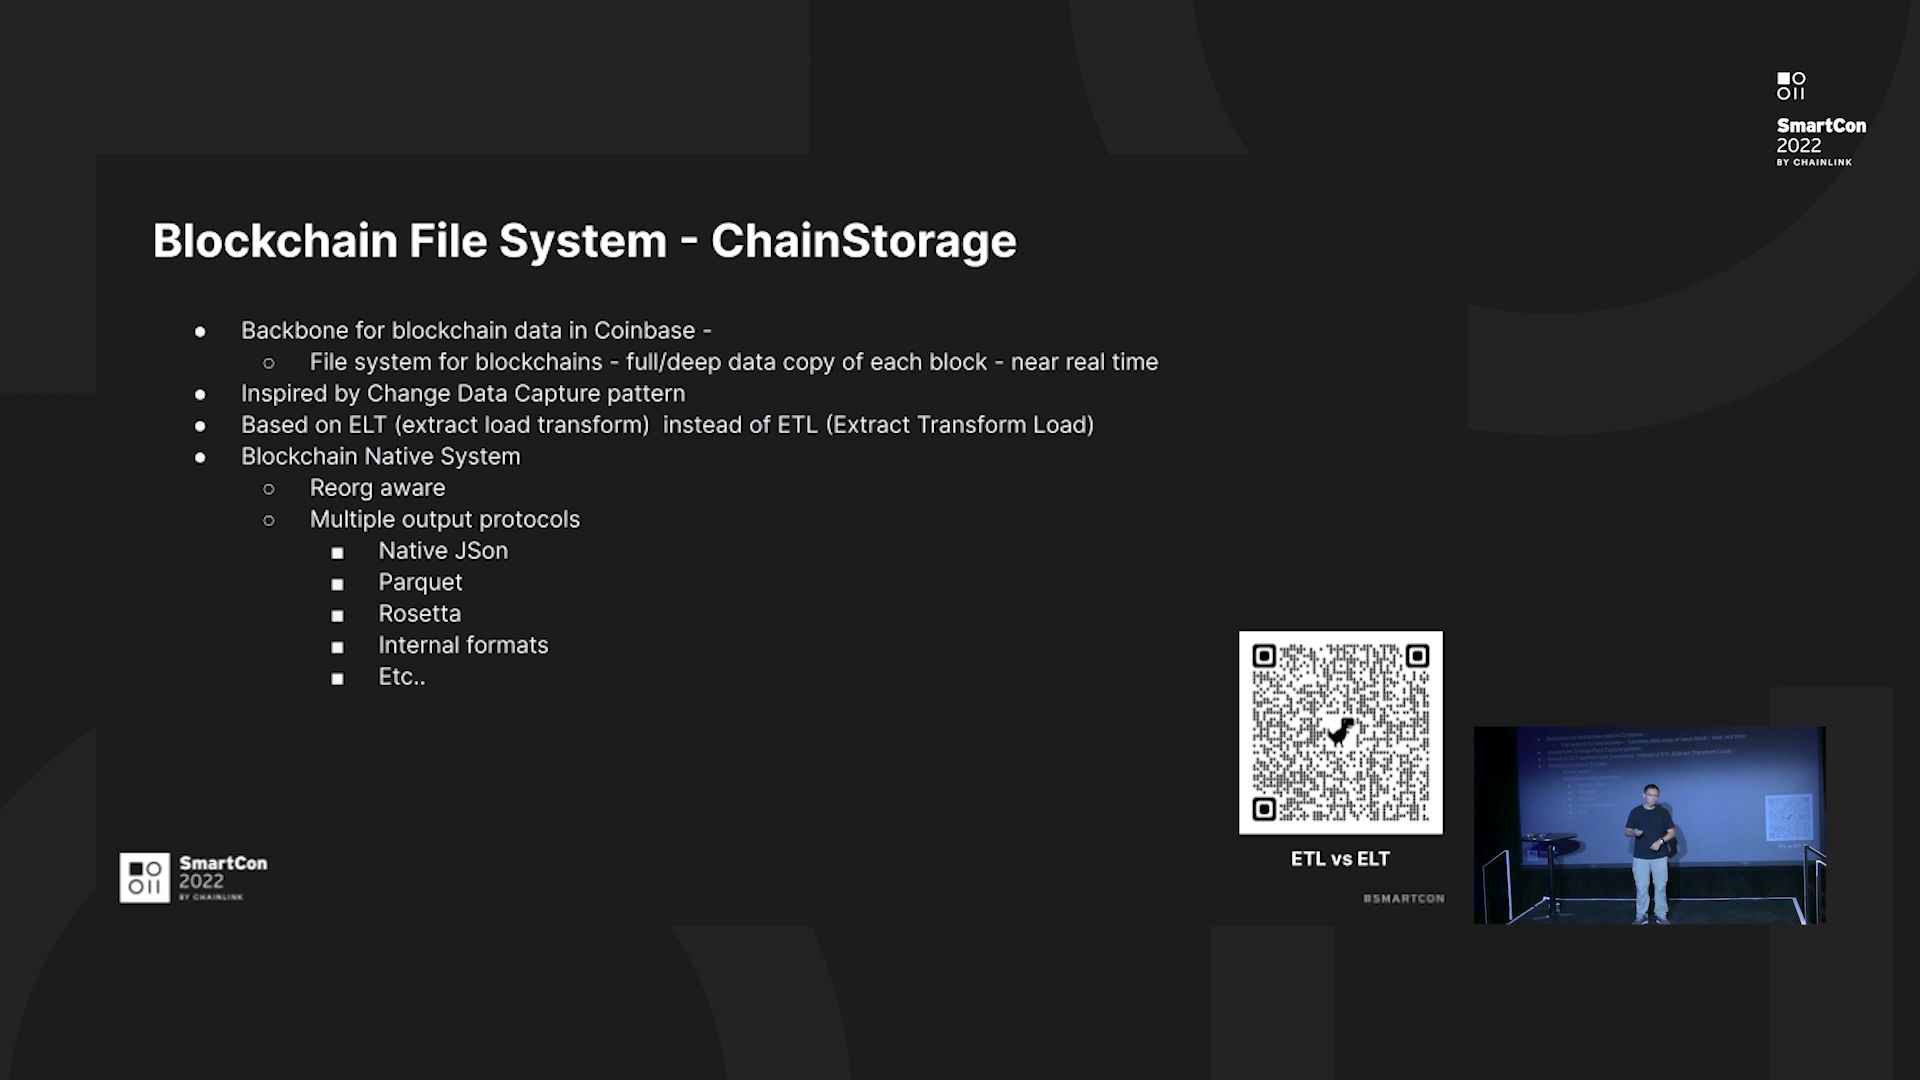 SmartCon
2022
BY CHAINLINK
Blockchain File System - ChainStorage
● Backbone for blockchain data in Coinbase -
○ File system for blockchains - full/deep data copy of each block - near real time
● Inspired by Change Data Capture pattern
● Based on ELT (extract load transform)  instead of ETL (Extract Transform Load)
● Blockchain Native System
○ Reorg aware
○ Multiple output protocols
■ Native JSon
■ Parquet
■ Rosetta
■ Internal formats
■ Etc..
ETL vs ELT
SmartCon
2022
BY CHAINLINK
#SMARTCON